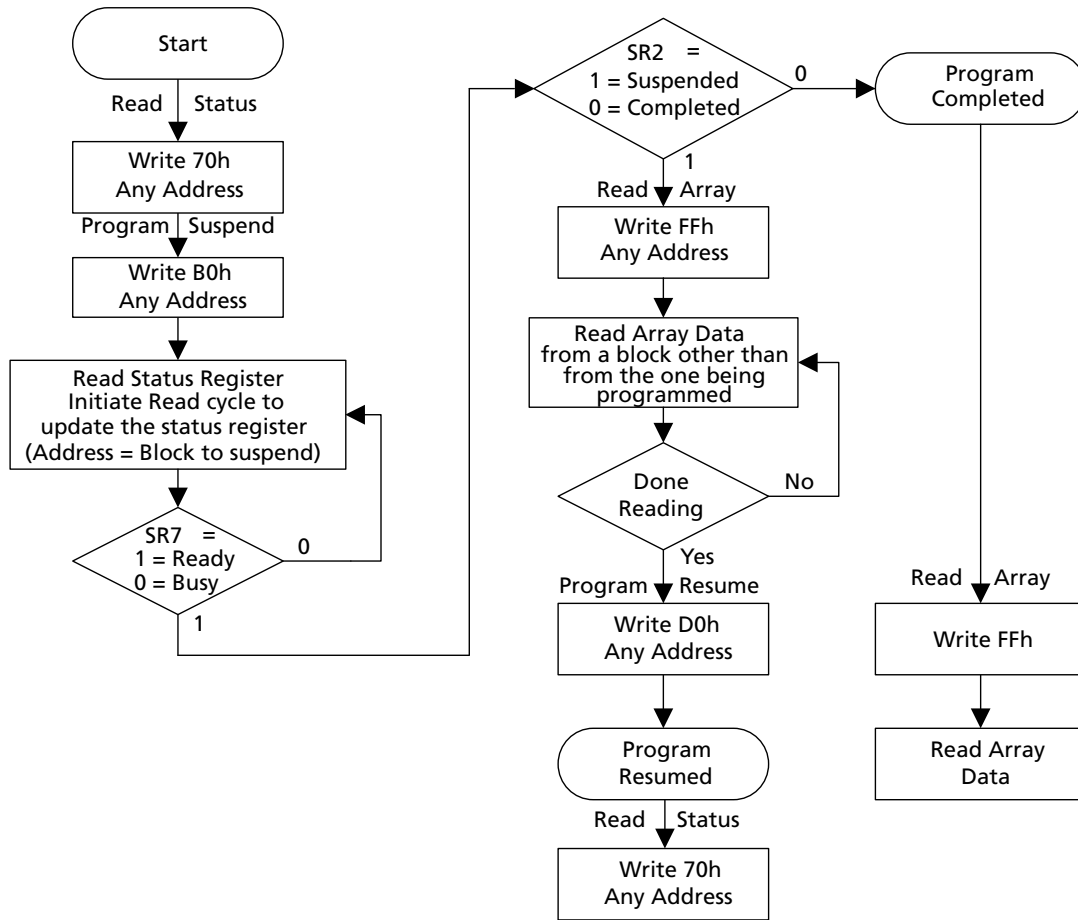 Start
Read Status
Write 70h
Any Address
Program Suspend
Write B0h
Any Address
Read Status Register
Initiate Read cycle to
update the status register
(Address = Block to suspend)
SR7 =
1 = Ready
0 = Busy
0
1
SR2 =
1 = Suspended
0 = Completed
0
1
Read Array
Write FFh
Any Address
Read Array Data
from a block other than
from the one being
programmed
Done
Reading
No
Yes
Program Resume
Write D0h
Any Address
Program
Resumed
Read Status
Write 70h
Any Address
Program
Completed
Read Array
Write FFh
Read Array
Data